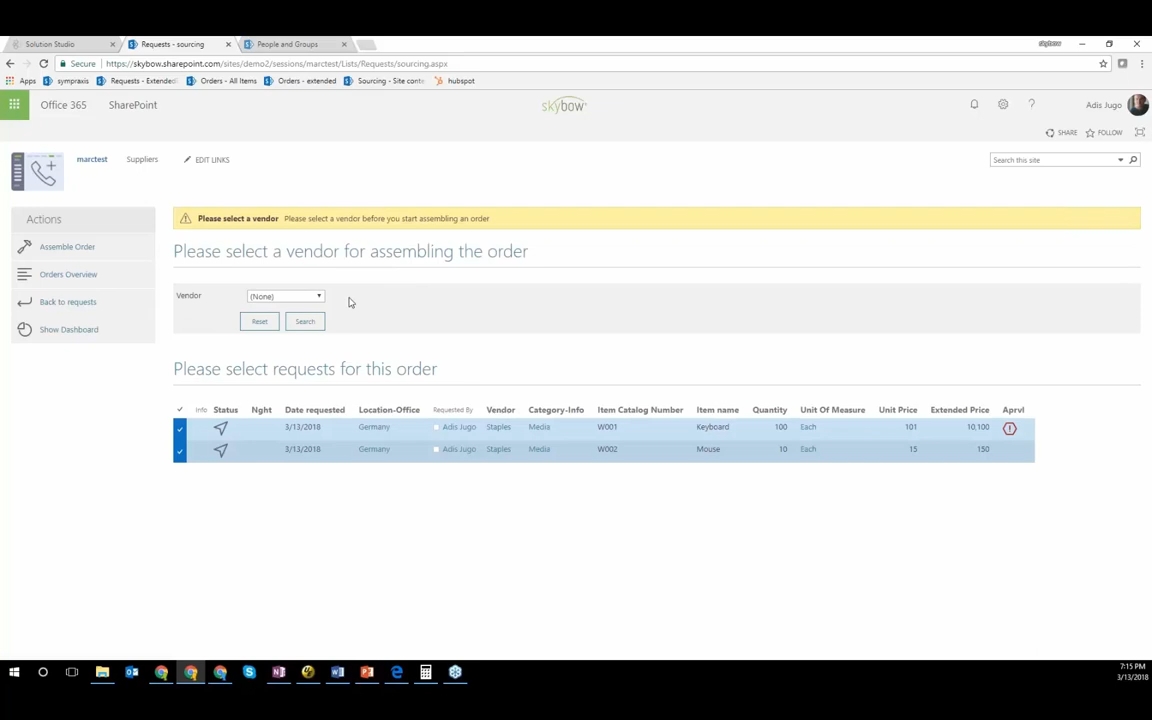 Solution Studio
Requests - sourcing
People and Groups
skybow
Secure
https://skybow.sharepoint.com/sites/demo2/sessions/marctest/Lists/Requests/sourcing.aspx
Apps sympraxis Requests - Extended Orders - All Items Orders - extended Sourcing - Site conte hubspot
Office 365 SharePoint skybow Adis Jugo
SHARE FOLLOW
marctest Suppliers EDIT LINKS Search this site
Actions
Assemble Order
Orders Overview
Back to requests
Show Dashboard
Please select a vendor Please select a vendor before you start assembling an order
Please select a vendor for assembling the order
Vendor (None)
Reset Search
Please select requests for this order
Info Status Nght Date requested Location-Office Requested By Vendor Category-Info Item Catalog Number Item name Quantity Unit Of Measure Unit Price Extended Price Aprvl
3/13/2018 Germany Adis Jugo Staples Media W001 Keyboard 100 Each 101 10,100
3/13/2018 Germany Adis Jugo Staples Media W002 Mouse 10 Each 15 150
7:15 PM
3/13/2018